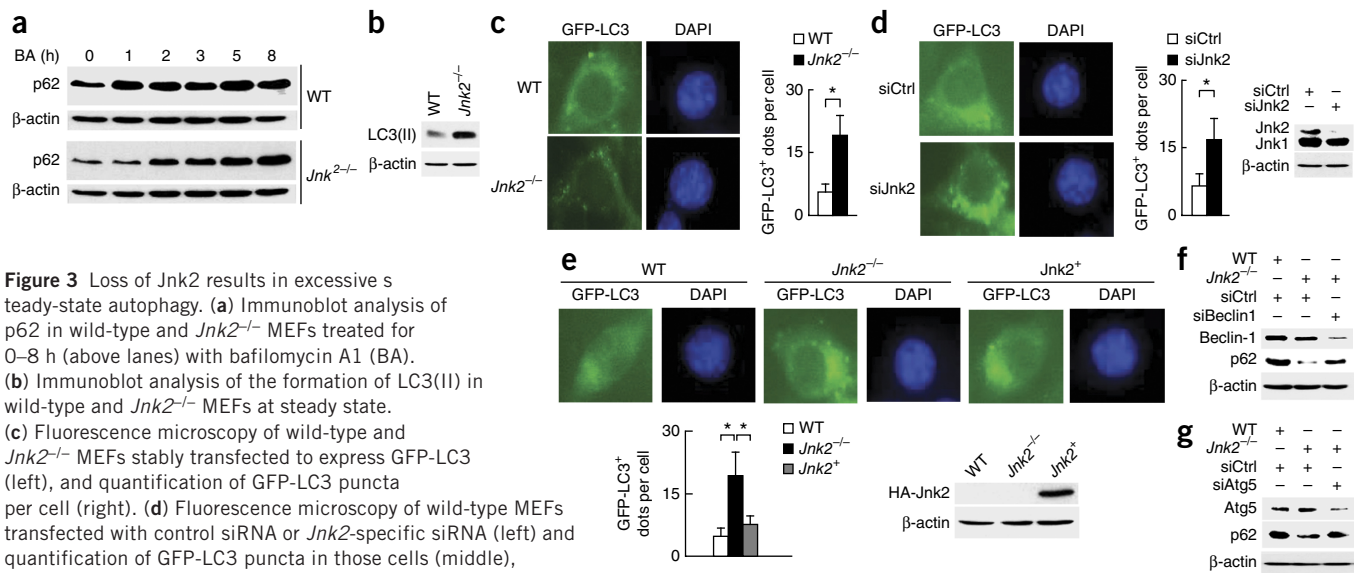 a
BA (h) 0 1 2 3 5 8
p62
β-actin
WT
p62
β-actin
Jnk2–/–
b
WT
Jnk2–/–
LC3(II)
β-actin
c
GFP-LC3 DAPI
WT
Jnk2–/–
WT
Jnk2–/–
GFP-LC3+ dots per cell
30
15
0
*
d
GFP-LC3 DAPI
siCtrl
siJnk2
siCtrl
siJnk2
GFP-LC3+ dots per cell
30
15
0
*
siCtrl + –
siJnk2 – +
Jnk2
Jnk1
β-actin
Figure 3 Loss of Jnk2 results in excessive s
teady-state autophagy. (a) Immunoblot analysis of
p62 in wild-type and Jnk2–/– MEFs treated for
0–8 h (above lanes) with bafilomycin A1 (BA).
(b) Immunoblot analysis of the formation of LC3(II) in
wild-type and Jnk2–/– MEFs at steady state.
(c) Fluorescence microscopy of wild-type and
Jnk2–/– MEFs stably transfected to express GFP-LC3
(left), and quantification of GFP-LC3 puncta
per cell (right). (d) Fluorescence microscopy of wild-type MEFs
transfected with control siRNA or Jnk2-specific siRNA (left) and
quantification of GFP-LC3 puncta in those cells (middle),
e
WT Jnk2–/– Jnk2+
GFP-LC3 DAPI GFP-LC3 DAPI GFP-LC3 DAPI
GFP-LC3+
dots per cell
30
15
0
* *
WT
Jnk2–/–
Jnk2+
WT
Jnk2–/–
Jnk2+
HA-Jnk2
β-actin
f
WT + – –
Jnk2–/– – + +
siCtrl + + –
siBeclin1 – – +
Beclin-1
p62
β-actin
g
WT + – –
Jnk2–/– – + +
siCtrl + + –
siAtg5 – – +
Atg5
p62
β-actin